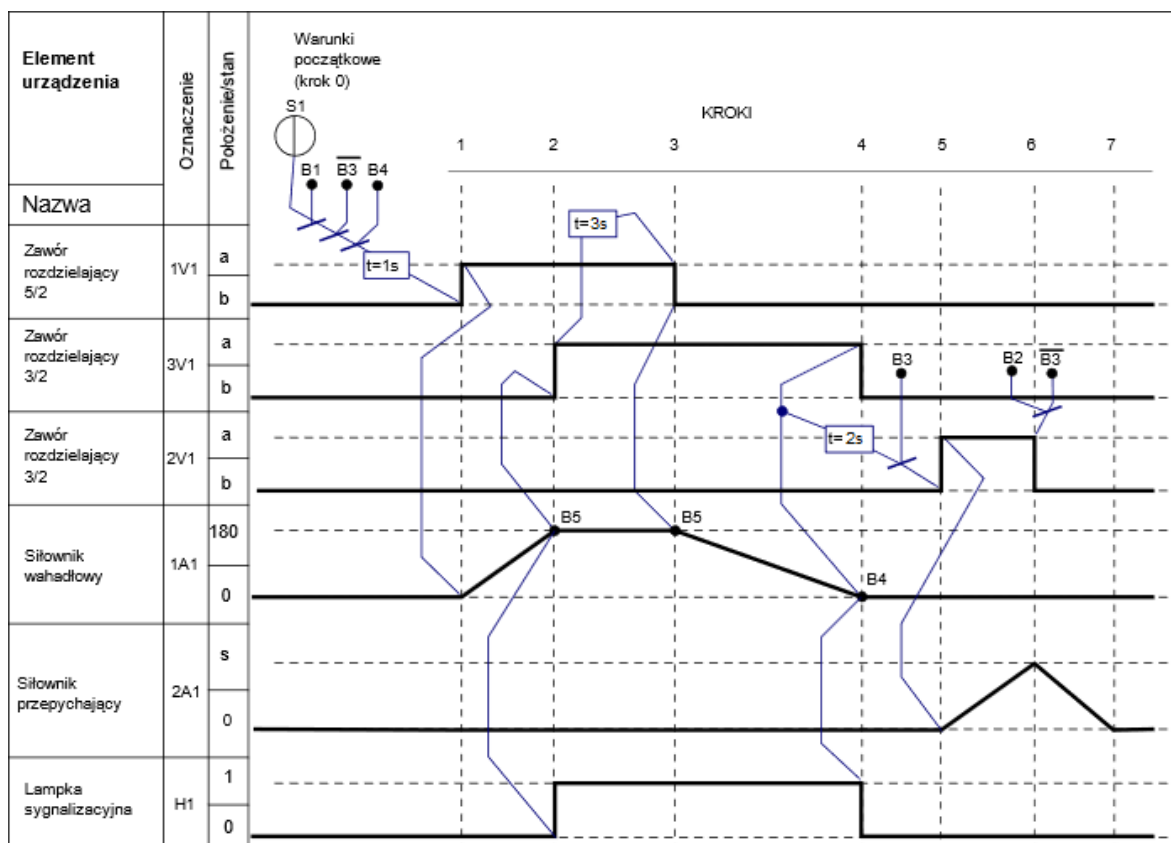 Element
urządzenia
Oznaczenie
Położenie/stan
Warunki
początkowe
(krok 0)
S1
B1 B3 B4
KROKI
1 2 3 4 5 6 7
Nazwa
Zawór
rozdzielający
5/2
1V1
a
b
t=1s
t=3s
Zawór
rozdzielający
3/2
3V1
a
b
B3
B2 B3
Zawór
rozdzielający
3/2
2V1
a
b
t=2s
Siłownik
wahadłowy
1A1
180
0
B5 B5
B4
Siłownik
przepychający
2A1
s
0
Lampka
sygnalizacyjna
H1
1
0